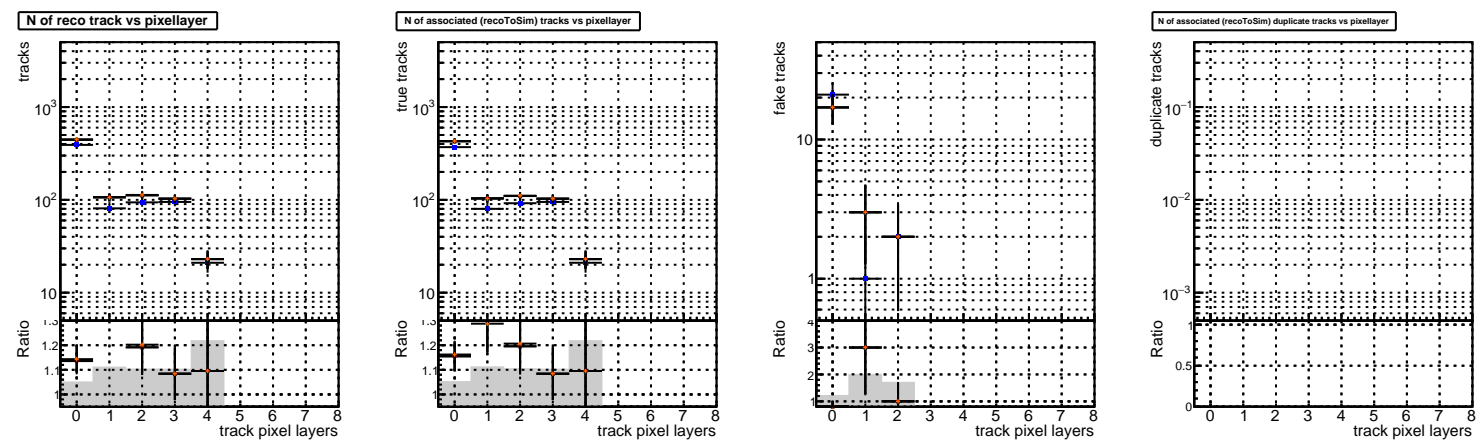 N of reco track vs pixellayer
tracks
10³
10²
10
Ratio
1.3
1.2
1.1
1
0 1 2 3 4 5 6 7 8
track pixel layers
N of associated (recoToSim) tracks vs pixellayer
true tracks
10³
10²
10
Ratio
1.3
1.2
1.1
1
0 1 2 3 4 5 6 7 8
track pixel layers
fake tracks
10
1
Ratio
4
3
2
1
0 1 2 3 4 5 6 7 8
track pixel layers
N of associated (recoToSim) duplicate tracks vs pixellayer
duplicate tracks
10⁻¹
10⁻²
10⁻³
Ratio
1
0.5
0
0 1 2 3 4 5 6 7 8
track pixel layers